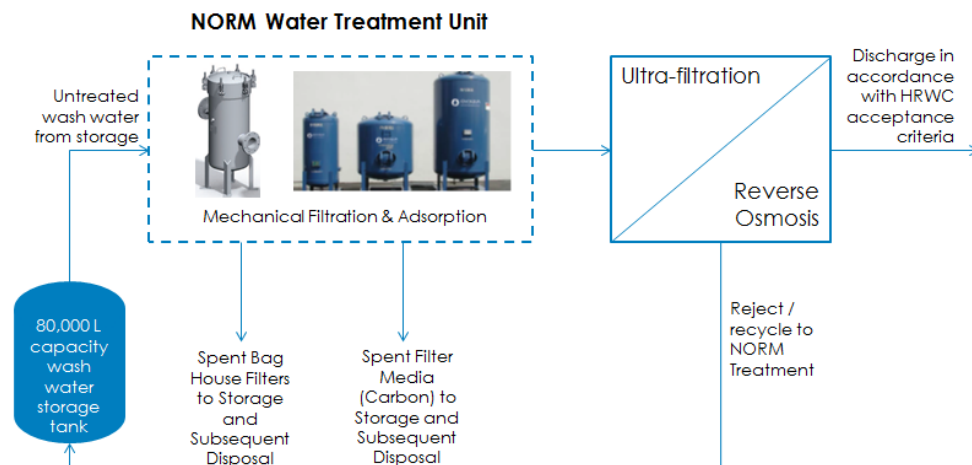 NORM Water Treatment Unit
Untreated
wash water
from storage
Mechanical Filtration & Adsorption
Ultra-filtration
Reverse
Osmosis
Discharge in
accordance
with HRWC
acceptance
criteria
80,000 L
capacity
wash
water
storage
tank
Spent Bag
House Filters
to Storage
and
Subsequent
Disposal
Spent Filter
Media
(Carbon) to
Storage and
Subsequent
Disposal
Reject /
recycle to
NORM
Treatment